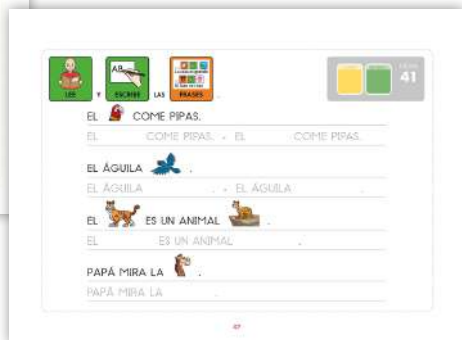 LEE Y ESCRIBE LAS FRASES .
41
EL COME PIPAS.
EL COME PIPAS. - EL COME PIPAS.
EL ÁGUILA .
EL ÁGUILA . - EL ÁGUILA .
EL ES UN ANIMAL .
EL ES UN ANIMAL .
PAPÁ MIRA LA .
PAPÁ MIRA LA .